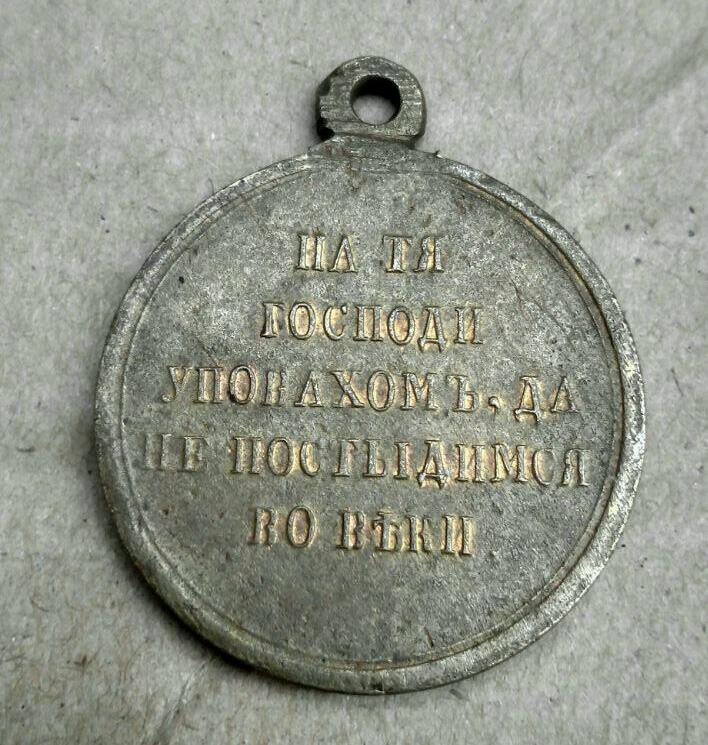 НА ТЯ
ГОСПОДИ
УПОВАХОМЪ, ДА
НЕ ПОСТЫДИМСЯ
ВО ВѢКИ